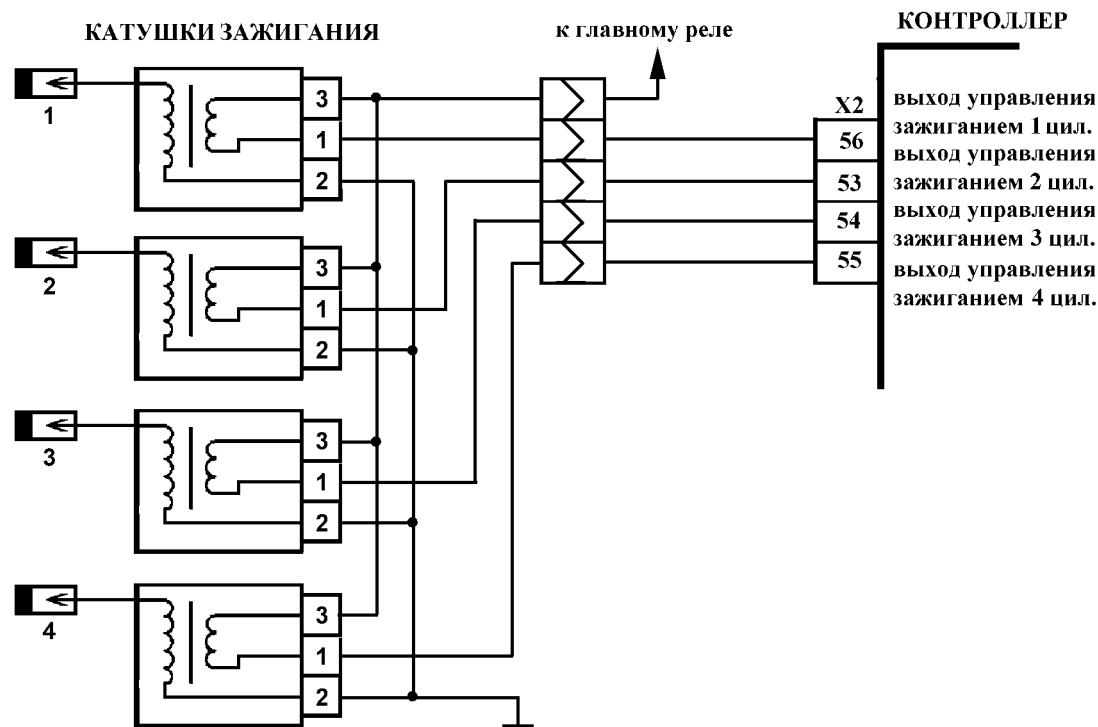 КАТУШКИ ЗАЖИГАНИЯ
к главному реле
КОНТРОЛЛЕР
1
3
1
2
2
3
1
2
3
3
1
2
4
3
1
2
X2
56
53
54
55
выход управления
зажиганием 1 цил.
выход управления
зажиганием 2 цил.
выход управления
зажиганием 3 цил.
выход управления
зажиганием 4 цил.